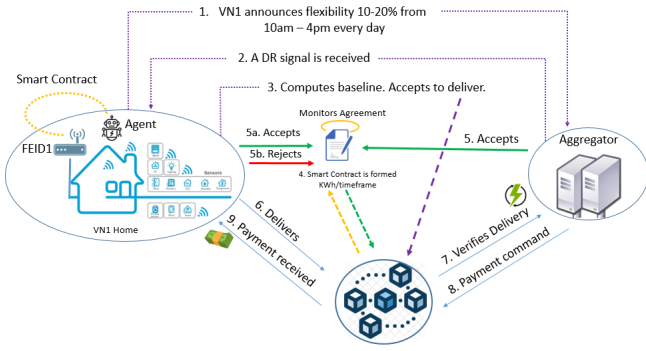 1. VN1 announces flexibility 10-20% from
10am – 4pm every day
2. A DR signal is received
3. Computes baseline. Accepts to deliver.
Smart Contract
Monitors Agreement
Agent
FEID1
5a. Accepts
5. Accepts
Aggregator
5b. Rejects
Sensors
4. Smart Contract is formed
KWh/timeframe
VN1 Home
6. Delivers
7. Verifies Delivery
9. Payment received
8. Payment command